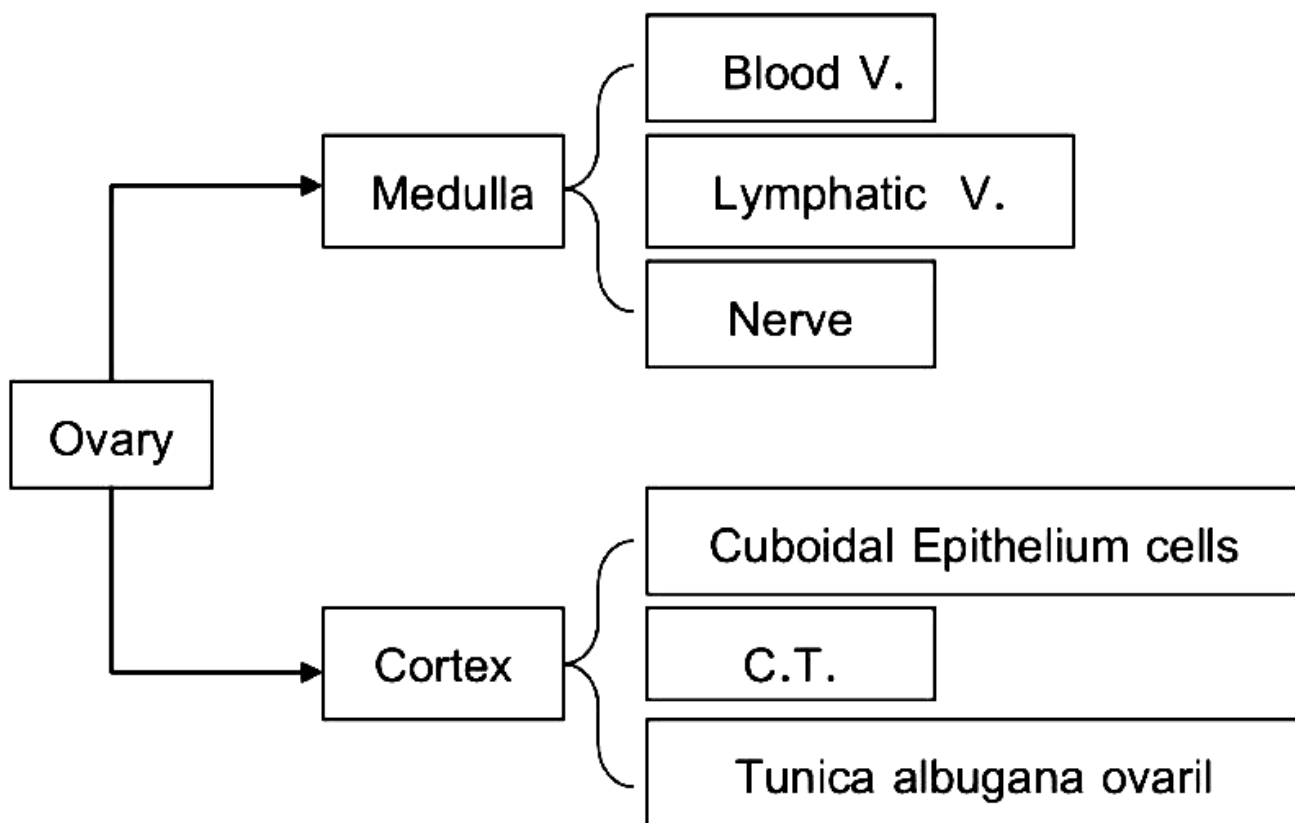 Blood V.
Medulla
Lymphatic V.
Nerve
Ovary
Cuboidal Epithelium cells
Cortex
C.T.
Tunica albugana ovaril